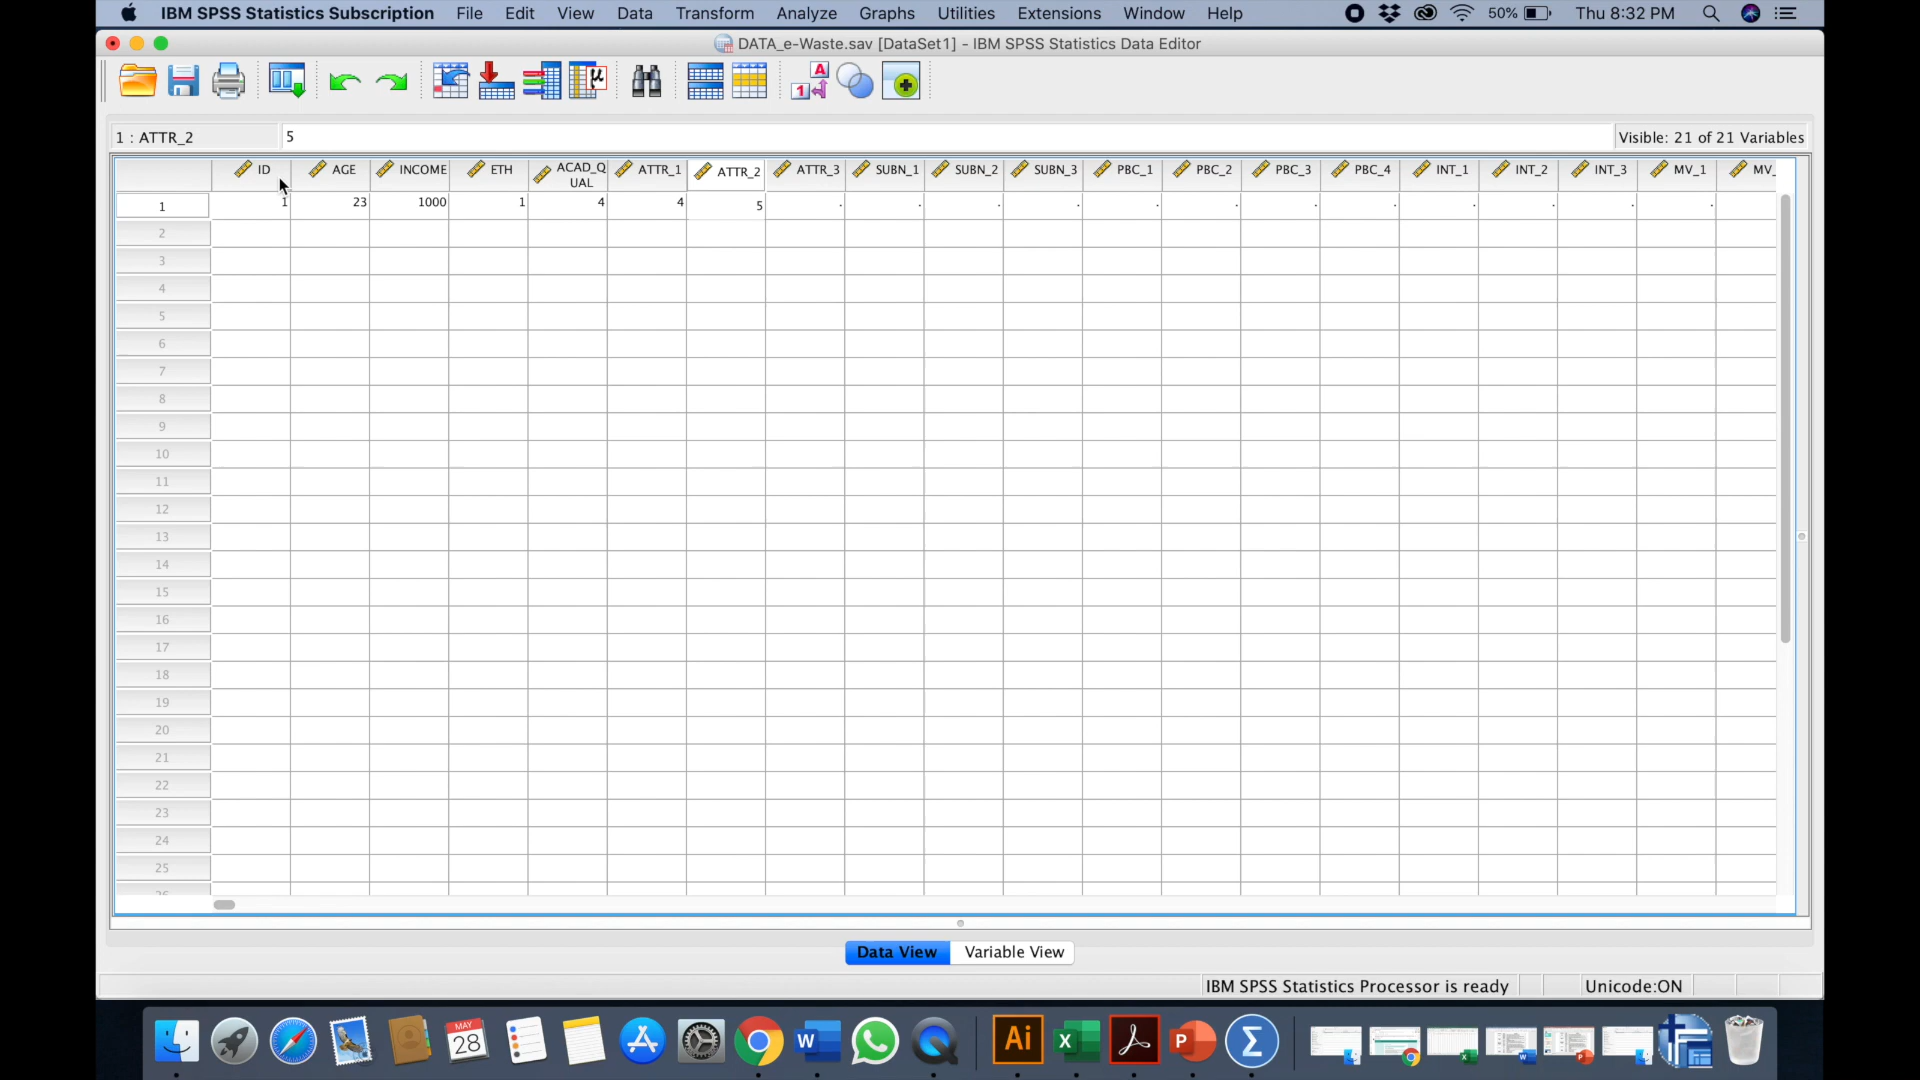 IBM SPSS Statistics Subscription File Edit View Data Transform Analyze Graphs Utilities Extensions Window Help 50% Thu 8:32 PM
DATA_e-Waste.sav [DataSet1] - IBM SPSS Statistics Data Editor
1 : ATTR_2 5 Visible: 21 of 21 Variables
ID AGE INCOME ETH ACAD_Q UAL ATTR_1 ATTR_2 ATTR_3 SUBN_1 SUBN_2 SUBN_3 PBC_1 PBC_2 PBC_3 PBC_4 INT_1 INT_2 INT_3 MV_1 MV_
1 1 23 1000 1 4 4 5 . . . . . . . . . . . .
2
3
4
5
6
7
8
9
10
11
12
13
14
15
16
17
18
19
20
21
22
23
24
25
26
Data View Variable View
IBM SPSS Statistics Processor is ready Unicode:ON
MAY
28
W Ai X P Σ